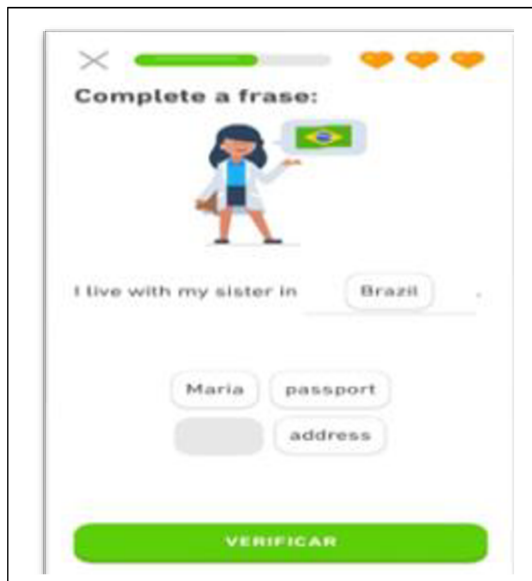 Complete a frase:
I live with my sister in Brazil .
Maria passport
address
VERIFICAR